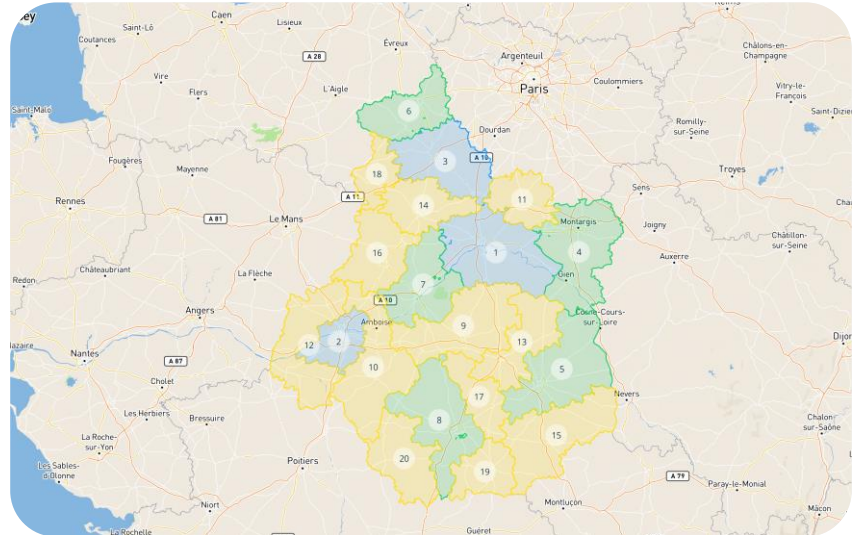 Caen
Lisieux
Saint-Lô
Coutances
Évreux
Argenteuil
Châlons-en-
Champagne
A 28
Vire
L'Aigle
Coulommiers
Paris
Vitry-le-
François
Flers
Saint-Malo
6
Saint-Dizier
Romilly-
sur-Seine
Dourdan
Fougères
3
A 10
Mayenne
18
Troyes
Sens
Rennes
A 11
11
14
A 81
Le Mans
Montargis
Joigny
Châtillon-
sur-Seine
16
1
4
Auxerre
Châteaubriant
Redon
La Flèche
Gien
7
A 10
Angers
Cosne-Cours-
sur-Loire
Amboise
9
12
2
13
Dijon
Nantes
A 87
10
5
Cholet
Nevers
17
Les Herbiers
Bressuire
8
Chalon-
sur-Saône
La Roche-
sur-Yon
15
Poitiers
20
Les Sables-
d'Olonne
19
A 79
Paray-le-Monial
Montluçon
Niort
Mâcon
La Rochelle
Guéret